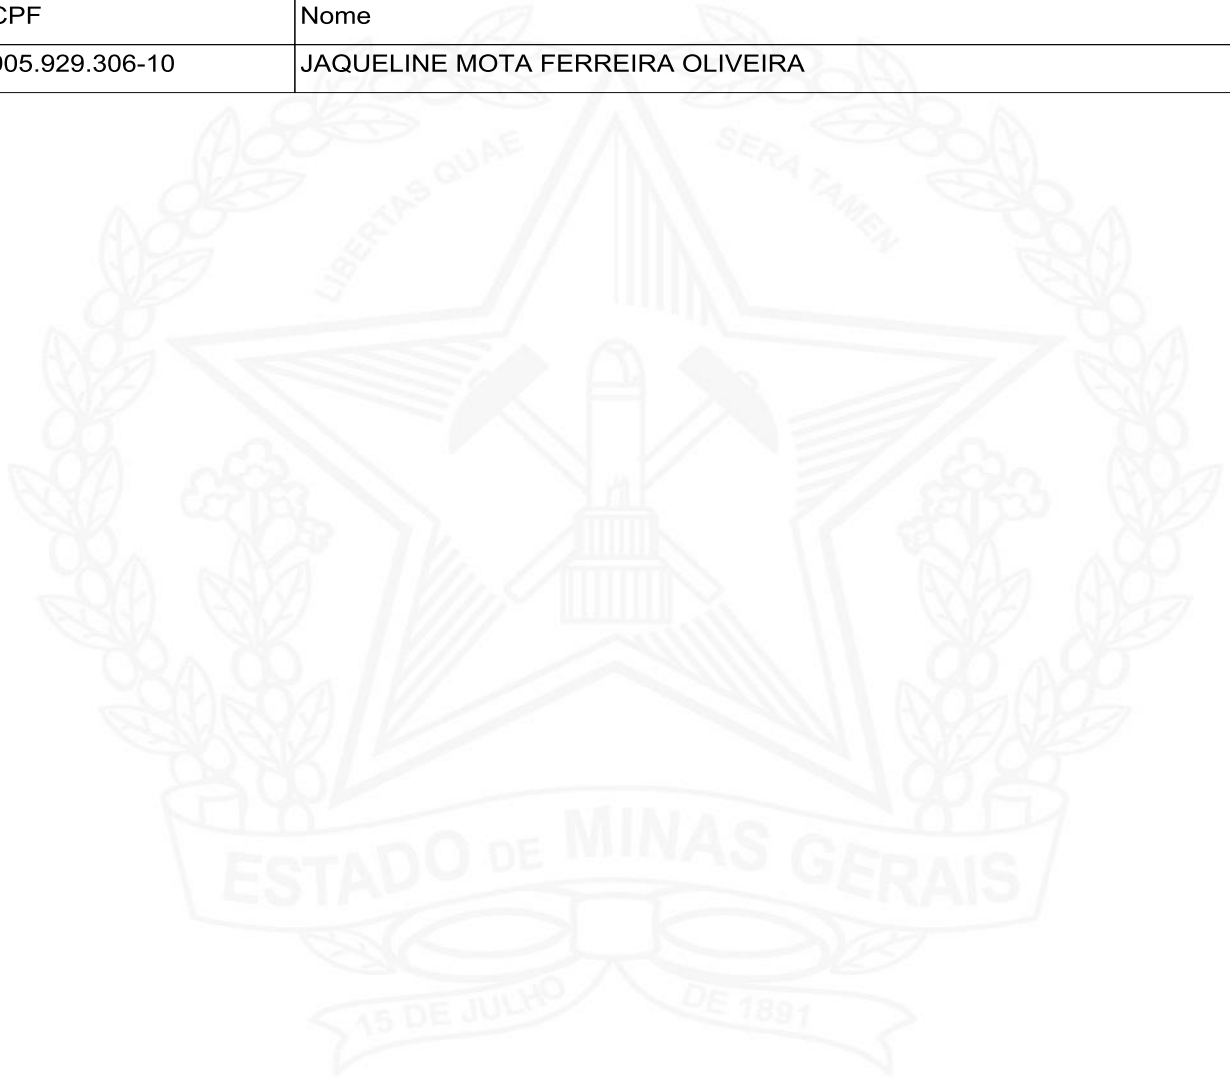 CPF Nome
005.929.306-10 JAQUELINE MOTA FERREIRA OLIVEIRA
LIBERTAS QUAE SERA TAMEN
ESTADO DE MINAS GERAIS
15 DE JULHO DE 1891